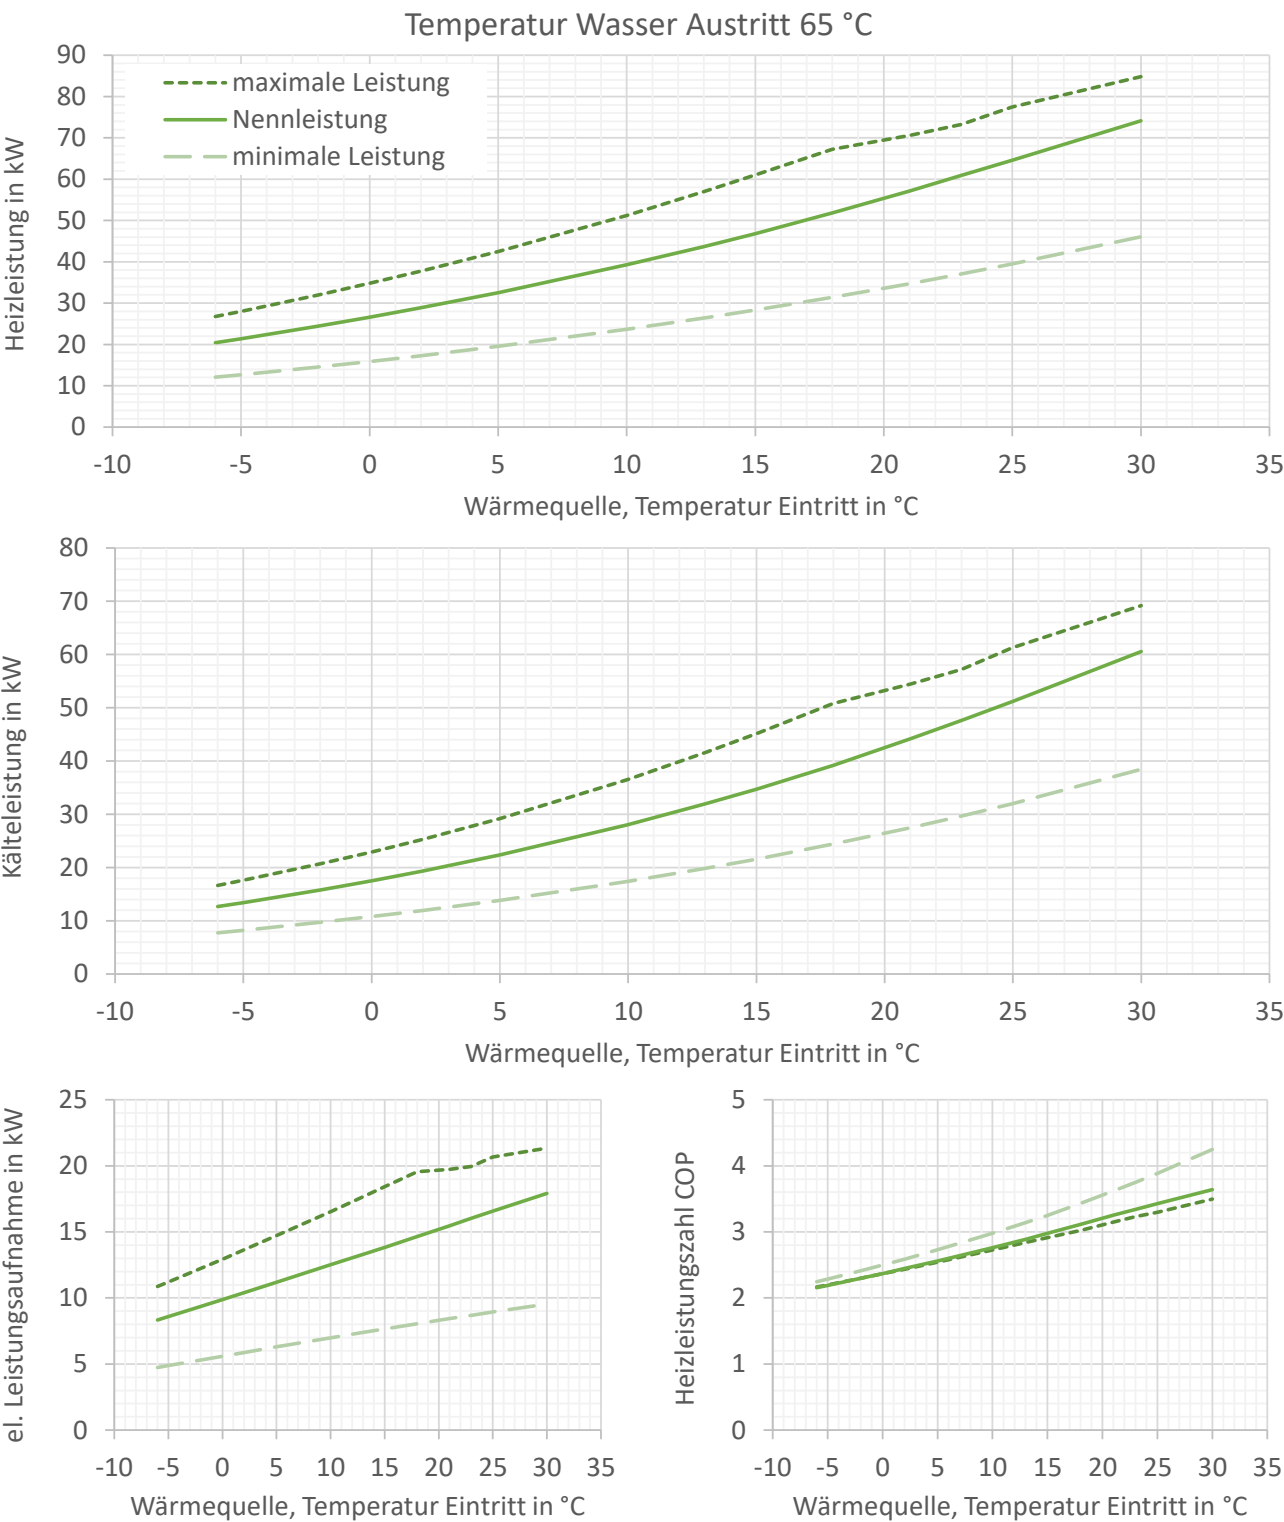 Temperatur Wasser Austritt 65 °C
Heizleistung in kW
90
80
70
60
50
40
30
20
10
0
maximale Leistung
Nennleistung
minimale Leistung
-10 -5 0 5 10 15 20 25 30 35
Wärmequelle, Temperatur Eintritt in °C
Kälteleistung in kW
80
70
60
50
40
30
20
10
0
-10 -5 0 5 10 15 20 25 30 35
Wärmequelle, Temperatur Eintritt in °C
el. Leistungsaufnahme in kW
25
20
15
10
5
0
-10 -5 0 5 10 15 20 25 30 35
Wärmequelle, Temperatur Eintritt in °C
Heizleistungszahl COP
5
4
3
2
1
0
-10 -5 0 5 10 15 20 25 30 35
Wärmequelle, Temperatur Eintritt in °C